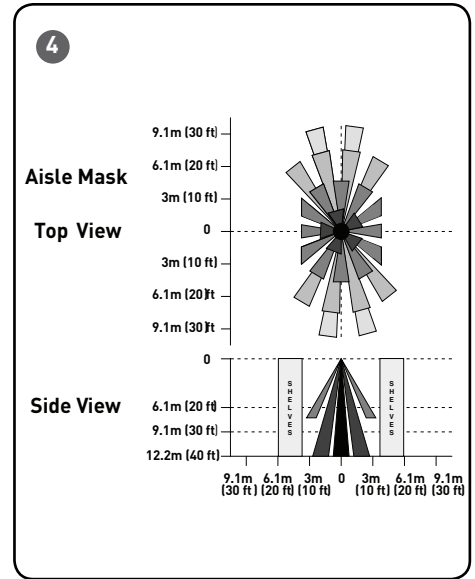 4
9.1m (30 ft)
6.1m (20 ft)
Aisle Mask
3m (10 ft)
Top View
0
3m (10 ft)
6.1m (20)ft
9.1m (30)ft
0
SHELVES
SHELVES
Side View
6.1m (20 ft)
9.1m (30 ft)
12.2m (40 ft)
9.1m 6.1m 3m 0 3m 6.1m 9.1m
(30 ft) (20 ft) (10 ft) (10 ft) (20 ft) (30 ft)